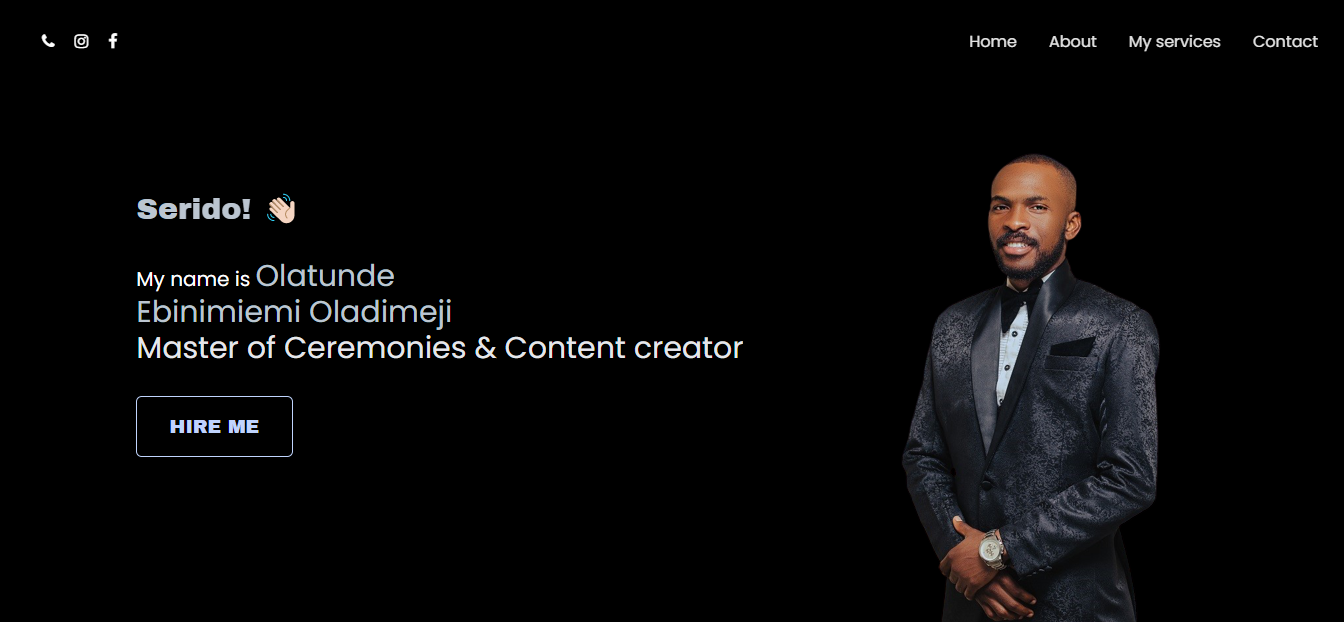 Home About My services Contact
Serido! 👋🏻
My name is Olatunde
Ebinimiemi Oladimeji
Master of Ceremonies & Content creator
HIRE ME